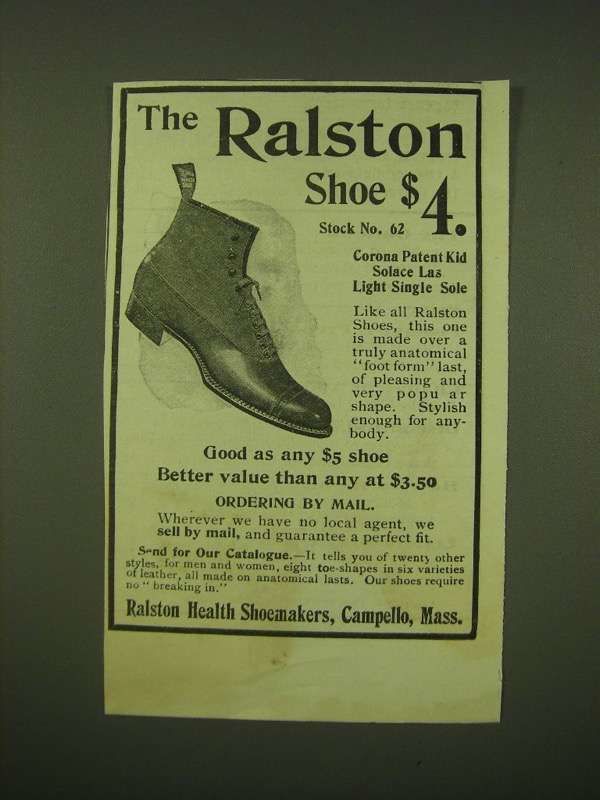 The Ralston
Shoe $4.
Stock No. 62
Corona Patent Kid
Solace Las
Light Single Sole
Like all Ralston
Shoes, this one
is made over a
truly anatomical
"foot form" last,
of pleasing and
very popu ar
shape. Stylish
enough for any-
body.
Good as any $5 shoe
Better value than any at $3.50
ORDERING BY MAIL.
Wherever we have no local agent, we
sell by mail, and guarantee a perfect fit.
Send for Our Catalogue.—It tells you of twenty other
styles, for men and women, eight toe-shapes in six varieties
of leather, all made on anatomical lasts. Our shoes require
no "breaking in."
Ralston Health Shoemakers, Campello, Mass.